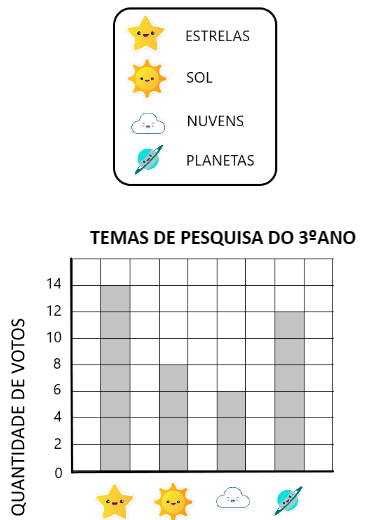 ESTRELAS
SOL
NUVENS
PLANETAS
TEMAS DE PESQUISA DO 3ºANO
QUANTIDADE DE VOTOS
14
12
10
8
6
4
2
0